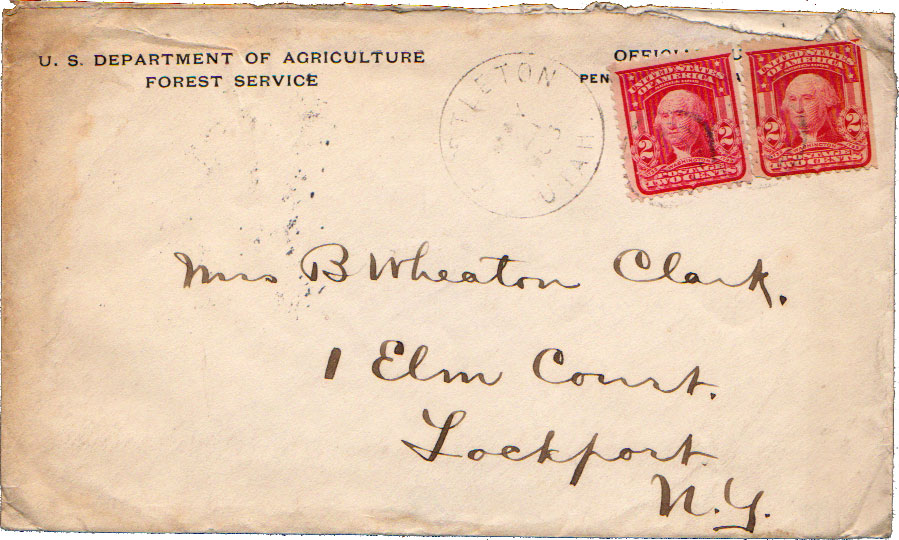 U. S. DEPARTMENT OF AGRICULTURE
FOREST SERVICE
UTAH
UNITED STATES
OF AMERICA
2 2
POSTAGE
TWO CENTS
UNITED STATES
OF AMERICA
2 2
POSTAGE
TWO CENTS
Mrs B Wheaton Clark.
1 Elm Court.
Lockport
N.Y.